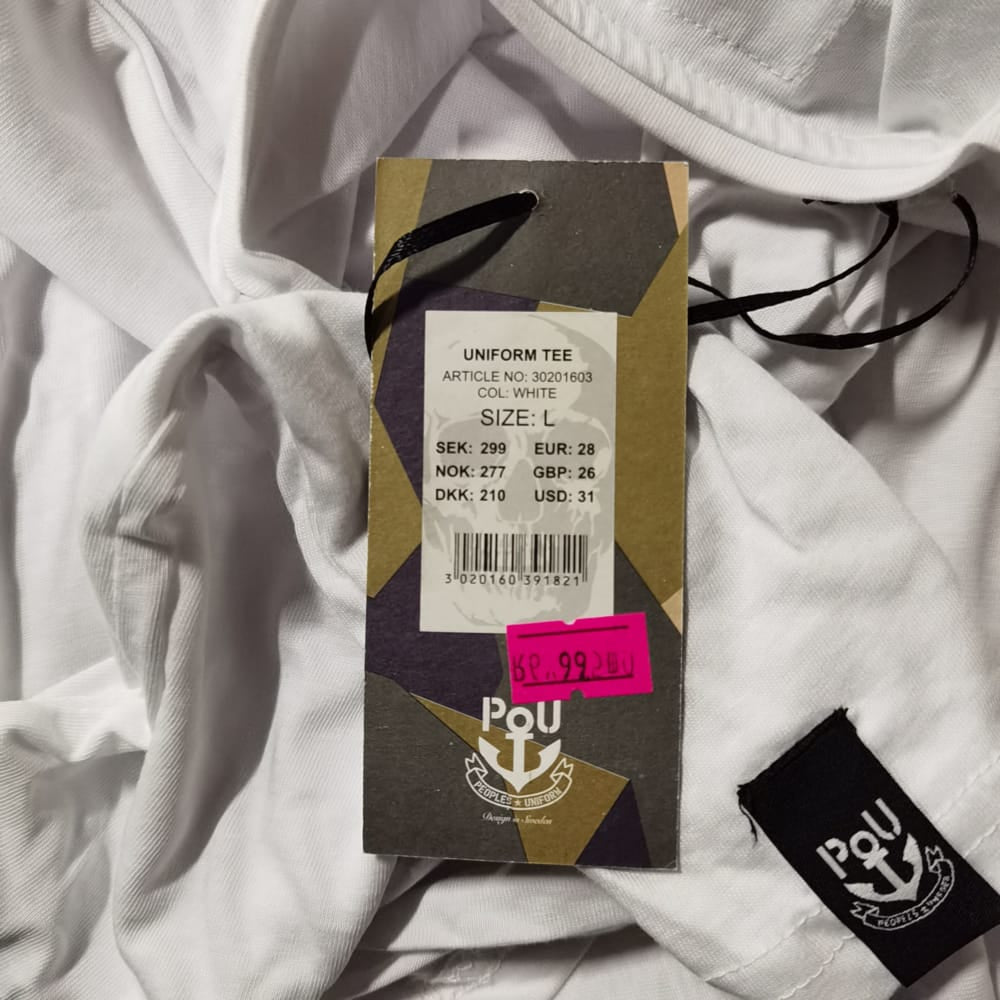 UNIFORM TEE
ARTICLE NO: 30201603
COL: WHITE
SIZE: L
SEK: 299 EUR: 28
NOK: 277 GBP: 26
DKK: 210 USD: 31
3 020160 391821
PoU
PEOPLES ★ UNIFORM
Design in Sweden
PoU